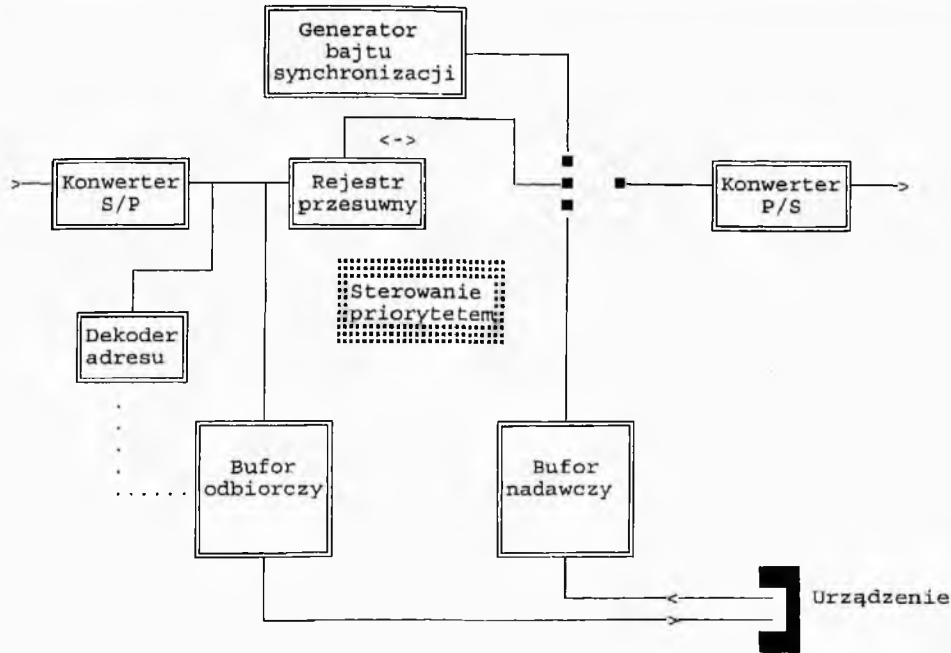 Generator
bajtu
synchronizacji
<->
>
Konwerter
S/P
Rejestr
przesuwny
Konwerter
P/S
>
Sterowanie
priorytetem
Dekoder
adresu
Bufor
odbiorczy
Bufor
nadawczy
<
Urządzenie
>